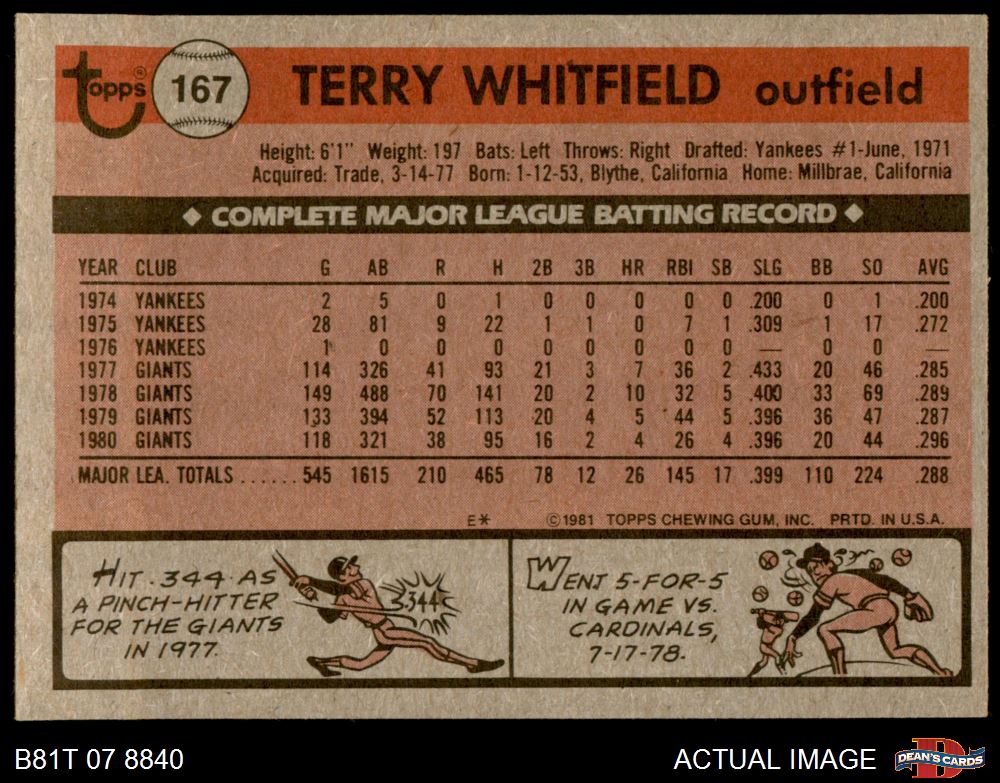 topps® 167 TERRY WHITFIELD outfield
Height: 6'1" Weight: 197 Bats: Left Throws: Right Drafted: Yankees #1-June, 1971
Acquired: Trade, 3-14-77 Born: 1-12-53, Blythe, California Home: Millbrae, California
◆ COMPLETE MAJOR LEAGUE BATTING RECORD ◆
YEAR CLUB G AB R H 2B 3B HR RBI SB SLG BB SO AVG
1974 YANKEES 2 5 0 1 0 0 0 0 0 .200 0 1 .200
1975 YANKEES 28 81 9 22 1 1 0 7 1 .309 1 17 .272
1976 YANKEES 1 0 0 0 0 0 0 0 0 — 0 0 —
1977 GIANTS 114 326 41 93 21 3 7 36 2 .433 20 46 .285
1978 GIANTS 149 488 70 141 20 2 10 32 5 .400 33 69 .289
1979 GIANTS 133 394 52 113 20 4 5 44 5 .396 36 47 .287
1980 GIANTS 118 321 38 95 16 2 4 26 4 .396 20 44 .296
MAJOR LEA. TOTALS ...... 545 1615 210 465 78 12 26 145 17 .399 110 224 .288
E* ©1981 TOPPS CHEWING GUM, INC. PRTD. IN U.S.A.
HIT .344 AS
A PINCH-HITTER
FOR THE GIANTS
IN 1977.
.344
WENT 5-FOR-5
IN GAME VS.
CARDINALS,
7-17-78.
B81T 07 8840 ACTUAL IMAGE D DEAN'S CARDS